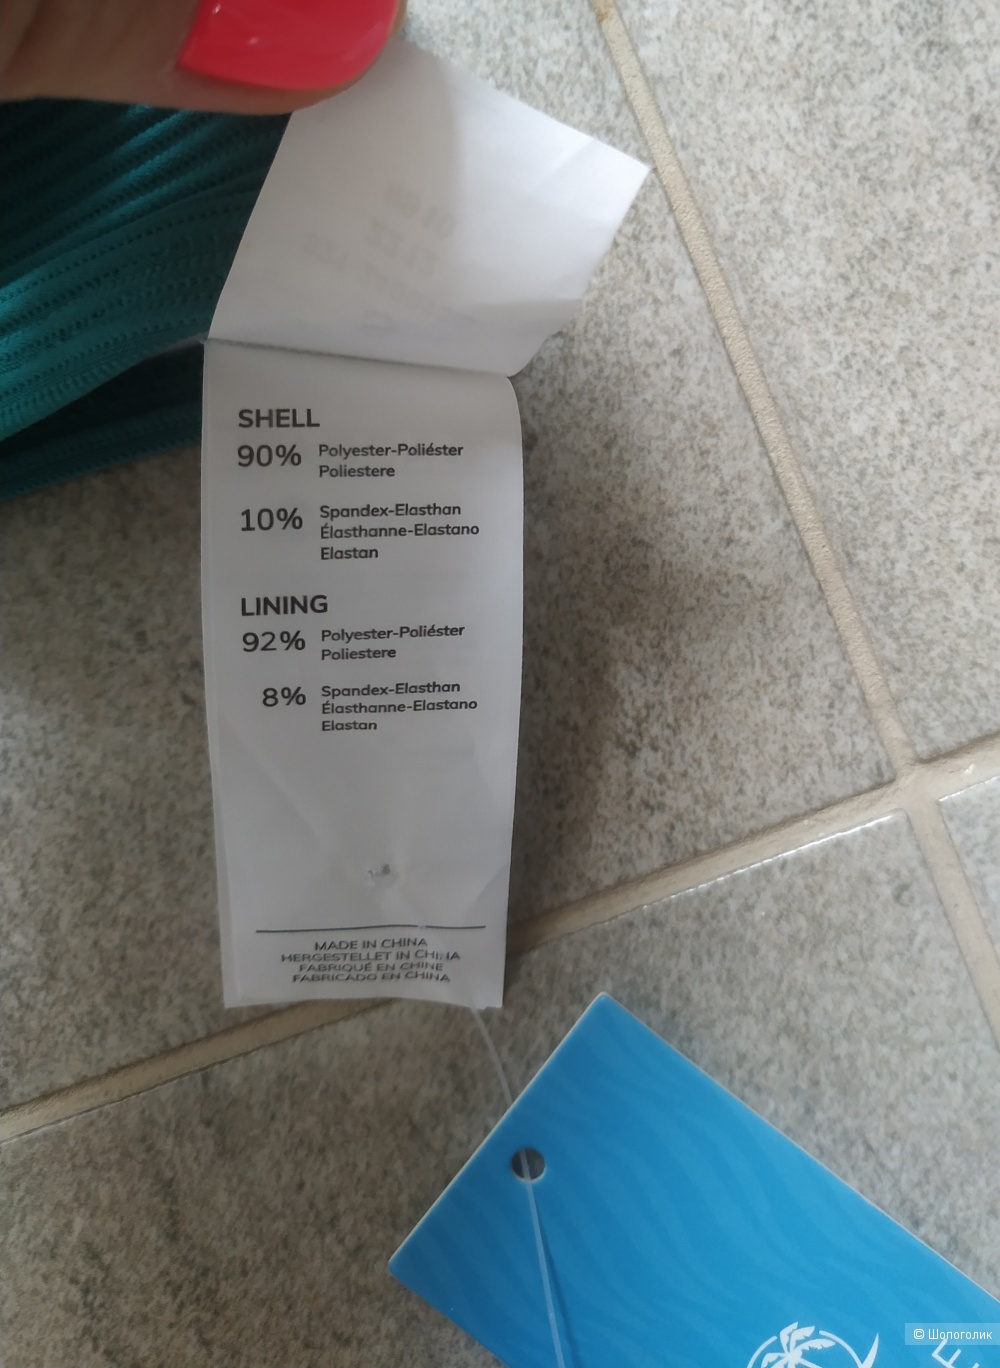 SHELL
90% Polyester-Poliéster
Poliestere
10% Spandex-Elasthan
Élasthanne-Elastano
Elastan
LINING
92% Polyester-Poliéster
Poliestere
8% Spandex-Elasthan
Élasthanne-Elastano
Elastan
MADE IN CHINA
HERGESTELLET IN CHINA
FABRIQUÉ EN CHINE
FABRICADO EN CHINA
© Шопоголик